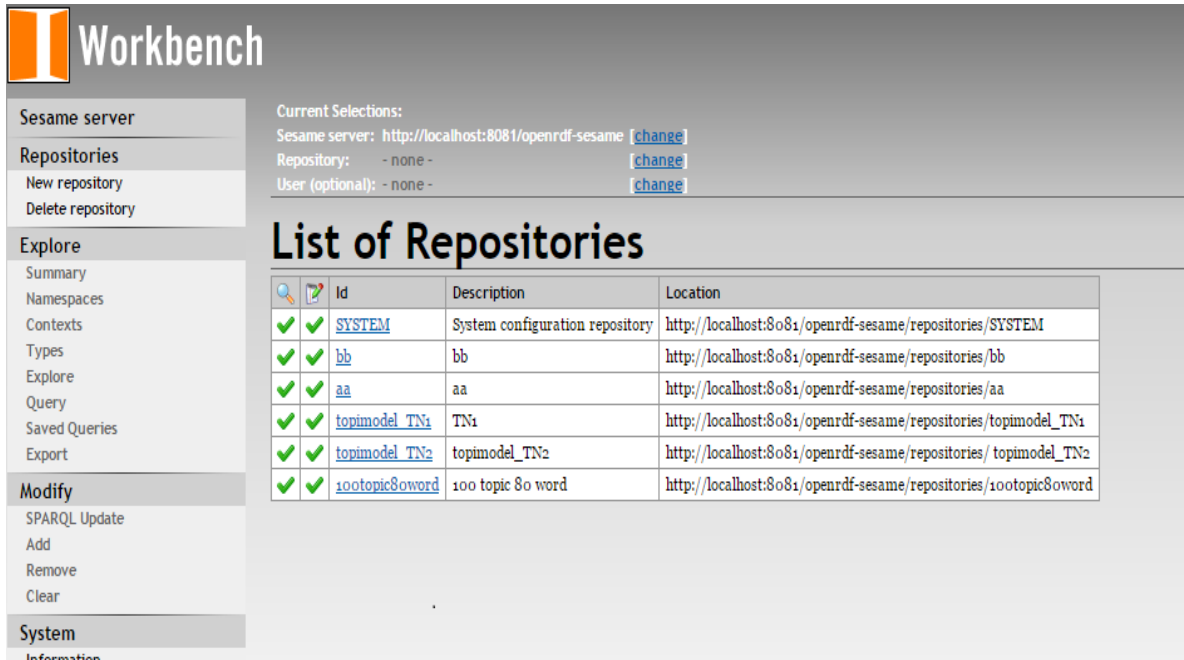 Workbench
Sesame server
Repositories
New repository
Delete repository
Explore
Summary
Namespaces
Contexts
Types
Explore
Query
Saved Queries
Export
Modify
SPARQL Update
Add
Remove
Clear
System
Information
Current Selections:
Sesame server: http://localhost:8081/openrdf-sesame [change]
Repository: - none - [change]
User (optional): - none - [change]
List of Repositories
Id Description Location
SYSTEM System configuration repository http://localhost:8081/openrdf-sesame/repositories/SYSTEM
bb bb http://localhost:8081/openrdf-sesame/repositories/bb
aa aa http://localhost:8081/openrdf-sesame/repositories/aa
topimodel_TN1 TN1 http://localhost:8081/openrdf-sesame/repositories/topimodel_TN1
topimodel_TN2 topimodel_TN2 http://localhost:8081/openrdf-sesame/repositories/ topimodel_TN2
100topic80word 100 topic 80 word http://localhost:8081/openrdf-sesame/repositories/100topic80word